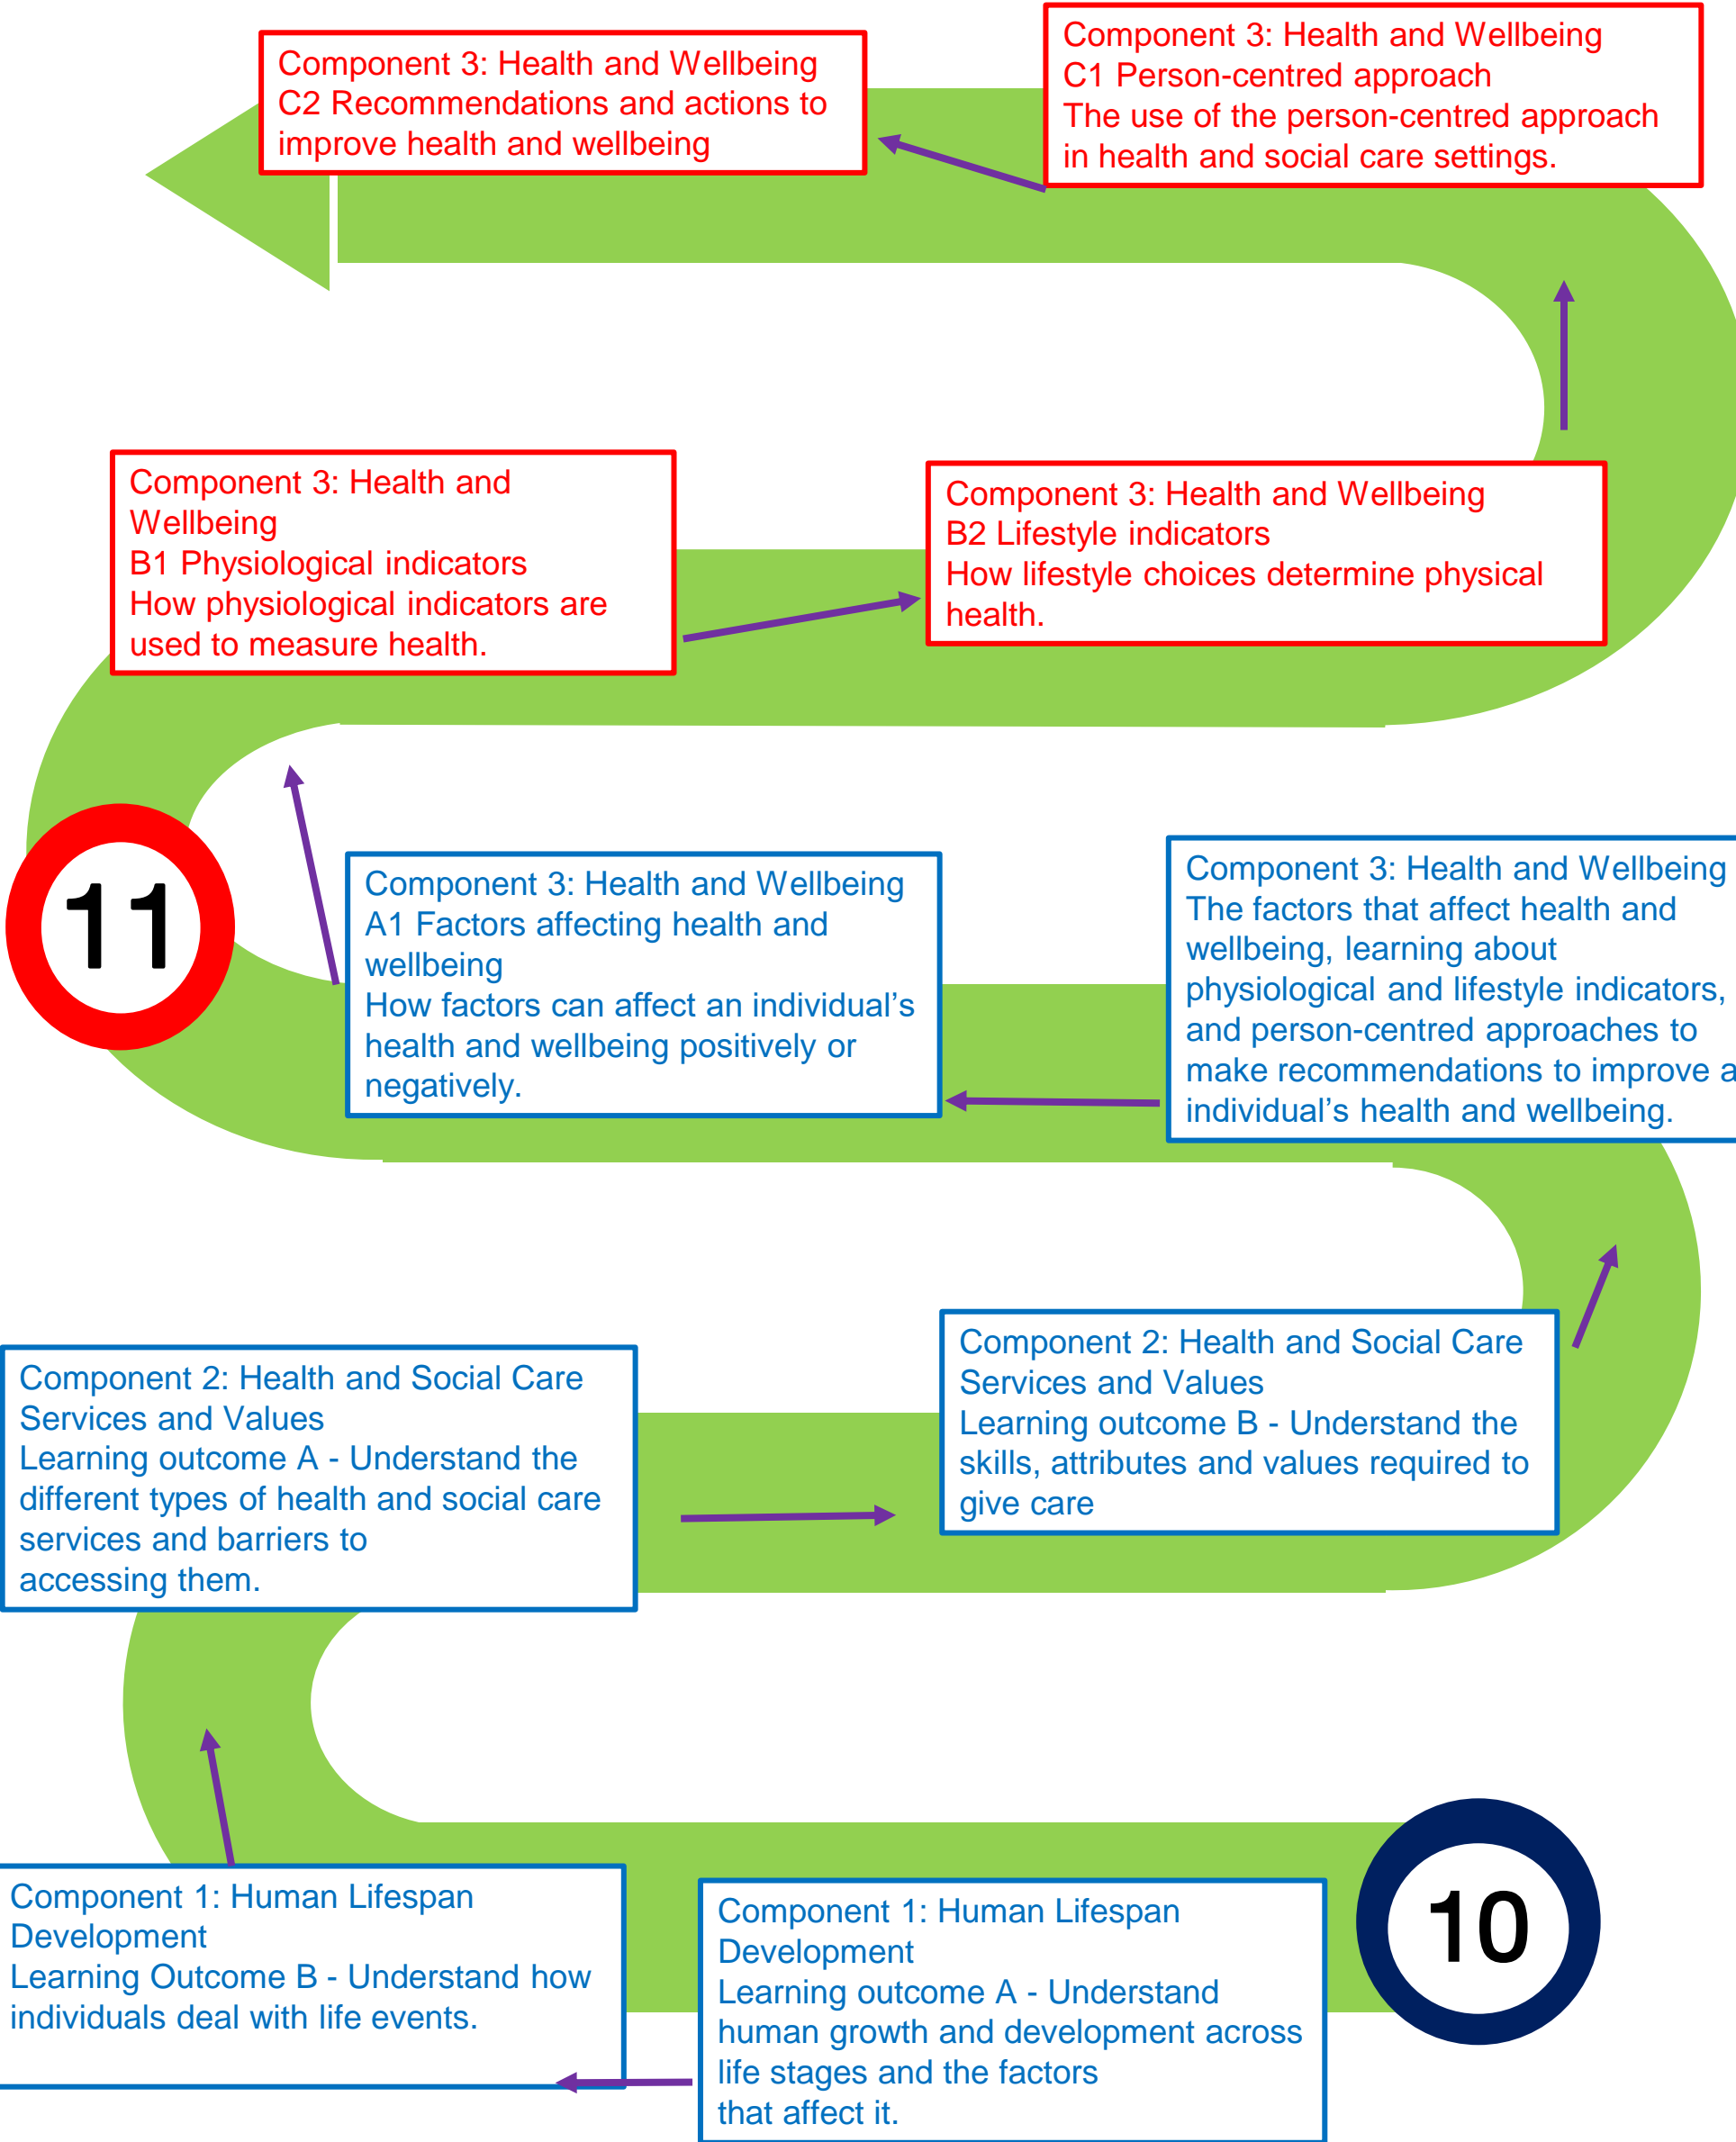 Component 3: Health and Wellbeing
C2 Recommendations and actions to
improve health and wellbeing
Component 3: Health and Wellbeing
C1 Person-centred approach
The use of the person-centred approach
in health and social care settings.
Component 3: Health and
Wellbeing
B1 Physiological indicators
How physiological indicators are
used to measure health.
Component 3: Health and Wellbeing
B2 Lifestyle indicators
How lifestyle choices determine physical
health.
11
Component 3: Health and Wellbeing
A1 Factors affecting health and
wellbeing
How factors can affect an individual’s
health and wellbeing positively or
negatively.
Component 3: Health and Wellbeing
The factors that affect health and
wellbeing, learning about
physiological and lifestyle indicators,
and person-centred approaches to
make recommendations to improve
individual’s health and wellbeing.
Component 2: Health and Social Care
Services and Values
Learning outcome A - Understand the
different types of health and social care
services and barriers to
accessing them.
Component 2: Health and Social Care
Services and Values
Learning outcome B - Understand the
skills, attributes and values required to
give care
Component 1: Human Lifespan
Development
Learning Outcome B - Understand how
individuals deal with life events.
Component 1: Human Lifespan
Development
Learning outcome A - Understand
human growth and development across
life stages and the factors
that affect it.
10